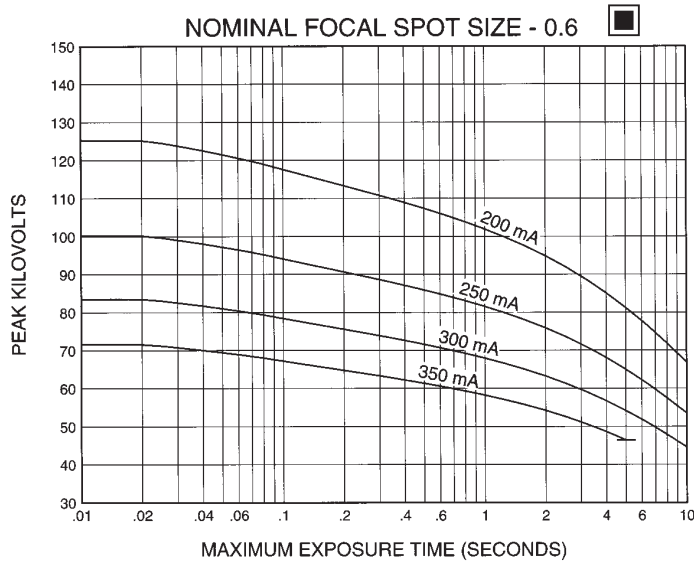 NOMINAL FOCAL SPOT SIZE - 0.6
150
140
130
120
110
100
90
80
70
60
50
40
30
PEAK KILOVOLTS
200 mA
250 mA
300 mA
350 mA
.01 .02 .04 .06 .1 .2 .4 .6 1 2 4 6 10
MAXIMUM EXPOSURE TIME (SECONDS)